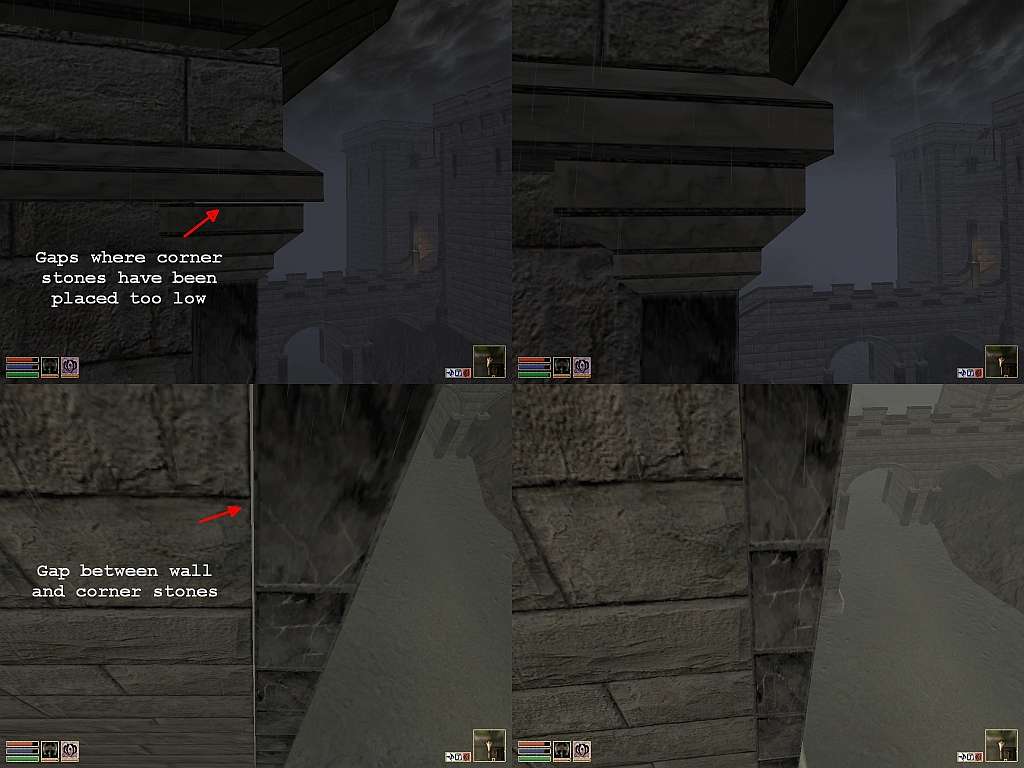 Gaps where corner
stones have been
placed too low
Gap between wall
and corner stones